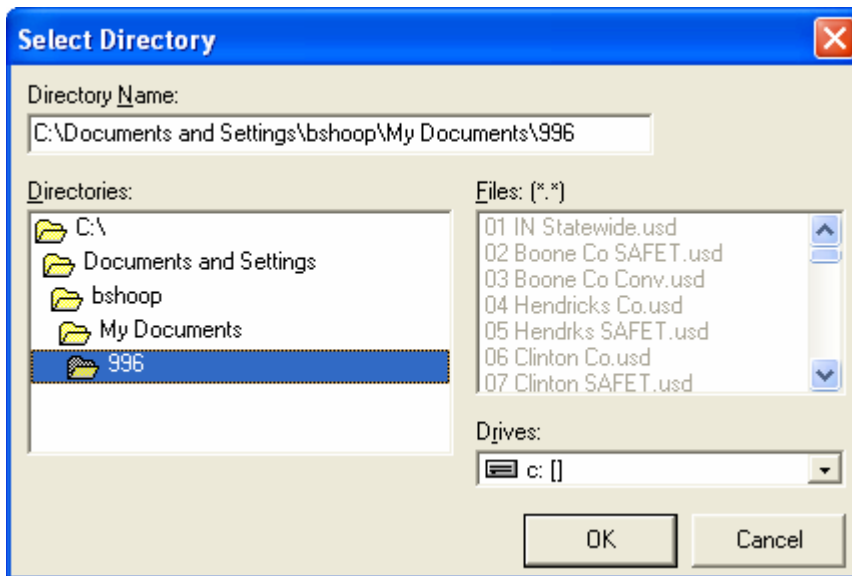 Select Directory
Directory Name:
C:\Documents and Settings\bshoop\My Documents\996
Directories:
C:\
Documents and Settings
bshoop
My Documents
996
Files: (*.*)
01 IN Statewide.usd
02 Boone Co SAFET.usd
03 Boone Co Conv.usd
04 Hendricks Co.usd
05 Hendrks SAFET.usd
06 Clinton Co.usd
07 Clinton SAFET.usd
Drives:
c: []
OK
Cancel